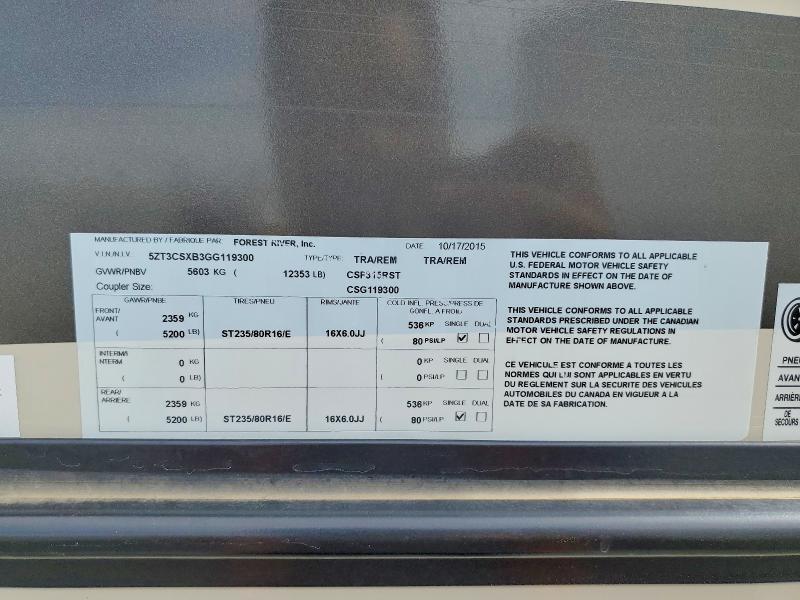 MANUFACTURED BY / FABRIQUE PAR FOREST RIVER, Inc. DATE 10/17/2015
V.I.N./N.I.V. 5ZT3CSXB3GG119300 TYPE/TYPE: TRA/REM TRA/REM
GVWR/PNBV 5603 KG ( 12353 LB) CSF315RST
Coupler Size: CSG119300
GAWR/PNBE TIRES/PNEU RIMS/JANTE COLD INFL. PRESS/PRESS DE GONFL. A FROID
FRONT/ AVANT 2359 KG 536 KP SINGLE DUAL
( 5200 LB) ST235/80R16/E 16X6.0JJ ( 80 PSI/LP
INTERM/ INTERM 0 KG 0 KP SINGLE DUAL
( 0 LB) ( 0 PSI/LP
REAR/ ARRIÈRE 2359 KG 536 KP SINGLE DUAL
( 5200 LB) ST235/80R16/E 16X6.0JJ ( 80 PSI/LP
THIS VEHICLE CONFORMS TO ALL APPLICABLE
U.S. FEDERAL MOTOR VEHICLE SAFETY
STANDARDS IN EFFECT ON THE DATE OF
MANUFACTURE SHOWN ABOVE.
THIS VEHICLE CONFORMS TO ALL APPLICABLE
STANDARDS PRESCRIBED UNDER THE CANADIAN
MOTOR VEHICLE SAFETY REGULATIONS IN
EFFECT ON THE DATE OF MANUFACTURE.
CE VEHICULE EST CONFORME A TOUTES LES
NORMES QUI LUI SONT APPLICABLES EN VERTU
DU REGLEMENT SUR LA SECURITE DES VEHICULES
AUTOMOBILES DU CANADA EN VIGUEUR A LA
DATE DE SA FABRICATION.
PNEU
AVAN
ARRIÈRE
DE
SECOURS